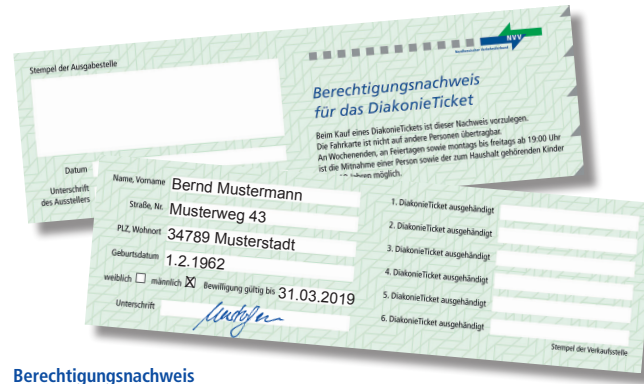 Stempel der Ausgabestelle
Datum
Unterschrift
des Ausstellers
NVV
Berechtigungsnachweis
für das DiakonieTicket
Beim Kauf eines DiakonieTickets ist dieser Nachweis vorzulegen.
Die Fahrkarte ist nicht auf andere Personen übertragbar.
An Wochenenden, an Feiertagen sowie montags bis freitags ab 19:00 Uhr
ist die Mitnahme einer Person sowie der zum Haushalt gehörenden Kinder
Jahren möglich.
Name, Vorname Bernd Mustermann
Straße, Nr. Musterweg 43
PLZ, Wohnort 34789 Musterstadt
Geburtsdatum 1.2.1962
weiblich ☐ männlich ☒ Bewilligung gültig bis 31.03.2019
Unterschrift
1. DiakonieTicket ausgehändigt
2. DiakonieTicket ausgehändigt
3. DiakonieTicket ausgehändigt
4. DiakonieTicket ausgehändigt
5. DiakonieTicket ausgehändigt
6. DiakonieTicket ausgehändigt
Stempel der Verkaufsstelle
Berechtigungsnachweis